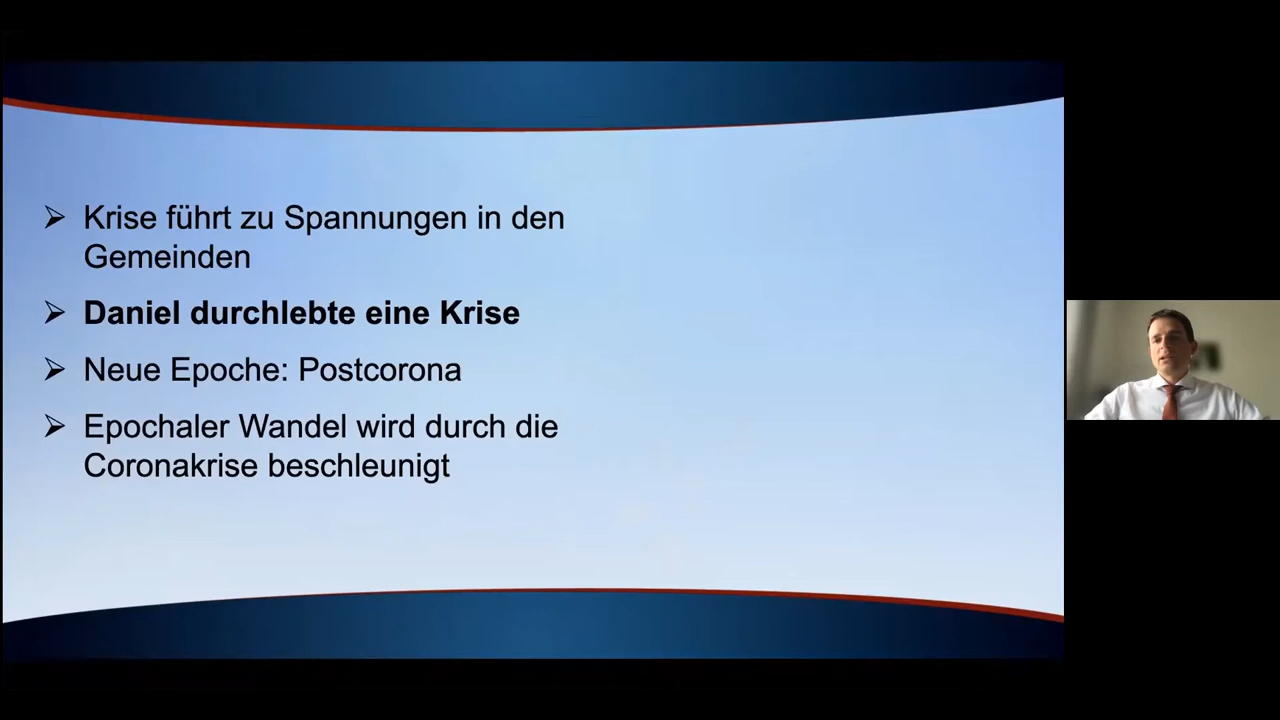 Krise führt zu Spannungen in den
Gemeinden
Daniel durchlebte eine Krise
Neue Epoche: Postcorona
Epochaler Wandel wird durch die
Coronakrise beschleunigt